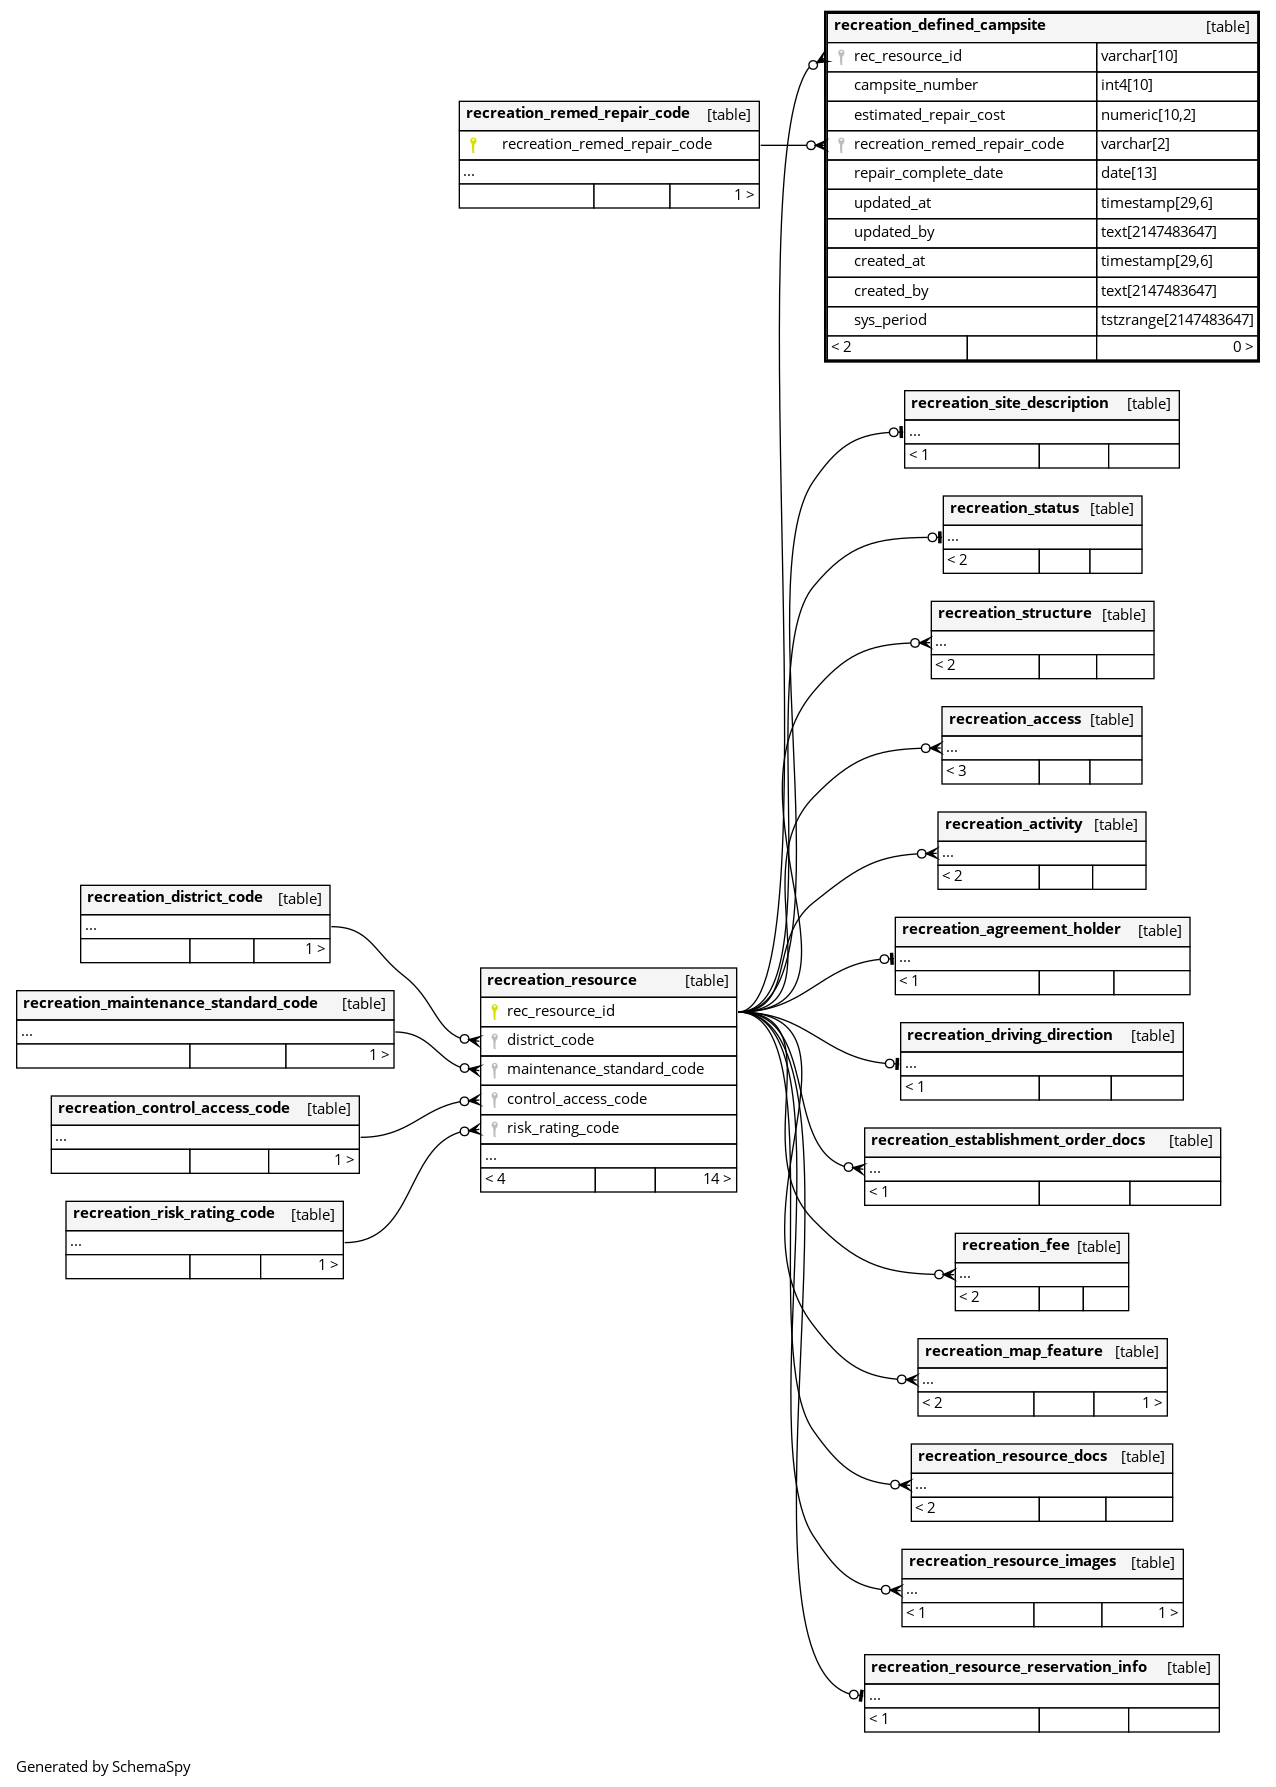 recreation_defined_campsite [table]
rec_resource_id varchar[10]
campsite_number int4[10]
estimated_repair_cost numeric[10,2]
recreation_remed_repair_code varchar[2]
repair_complete_date date[13]
updated_at timestamp[29,6]
updated_by text[2147483647]
created_at timestamp[29,6]
created_by text[2147483647]
sys_period tstzrange[2147483647]
< 2 0 >
recreation_remed_repair_code [table]
recreation_remed_repair_code
...
1 >
recreation_site_description [table]
...
< 1
recreation_status [table]
...
< 2
recreation_structure [table]
...
< 2
recreation_access [table]
...
< 3
recreation_activity [table]
...
< 2
recreation_district_code [table]
...
1 >
recreation_maintenance_standard_code [table]
...
1 >
recreation_control_access_code [table]
...
1 >
recreation_risk_rating_code [table]
...
1 >
recreation_resource [table]
rec_resource_id
district_code
maintenance_standard_code
control_access_code
risk_rating_code
...
< 4 14 >
recreation_agreement_holder [table]
...
< 1
recreation_driving_direction [table]
...
< 1
recreation_establishment_order_docs [table]
...
< 1
recreation_fee [table]
...
< 2
recreation_map_feature [table]
...
< 2 1 >
recreation_resource_docs [table]
...
< 2
recreation_resource_images [table]
...
< 1 1 >
recreation_resource_reservation_info [table]
...
< 1
Generated by SchemaSpy